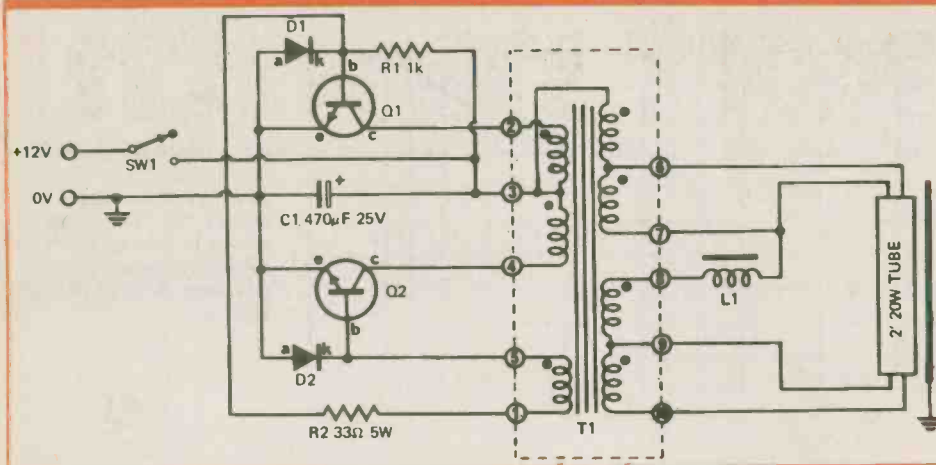 D1
a k
R1 1k
b
Q1
e c
2
+12V
SW1
6
3
0V
C1 470µF 25V
+
7
4
8
e c
Q2
L1
b
9
5
a k
D2
1
R2 33Ω 5W
T1
2' 20W TUBE